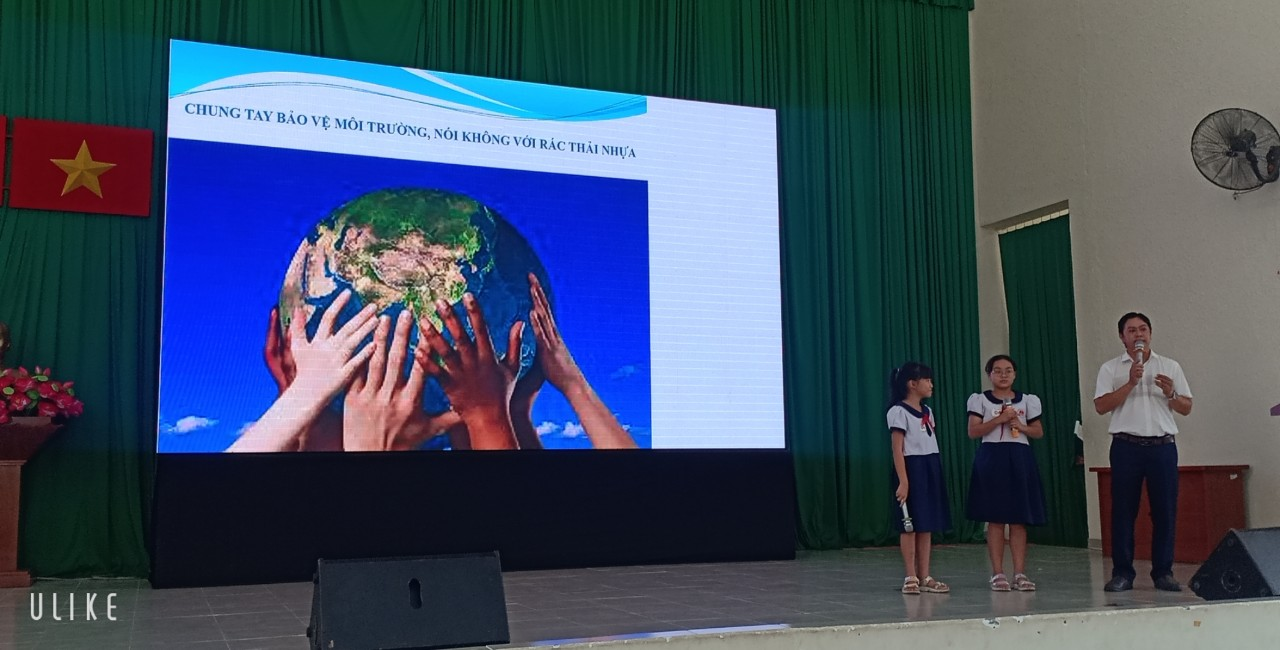 CHUNG TAY BẢO VỆ MÔI TRƯỜNG, NÓI KHÔNG VỚI RÁC THẢI NHỰA
ULIKE